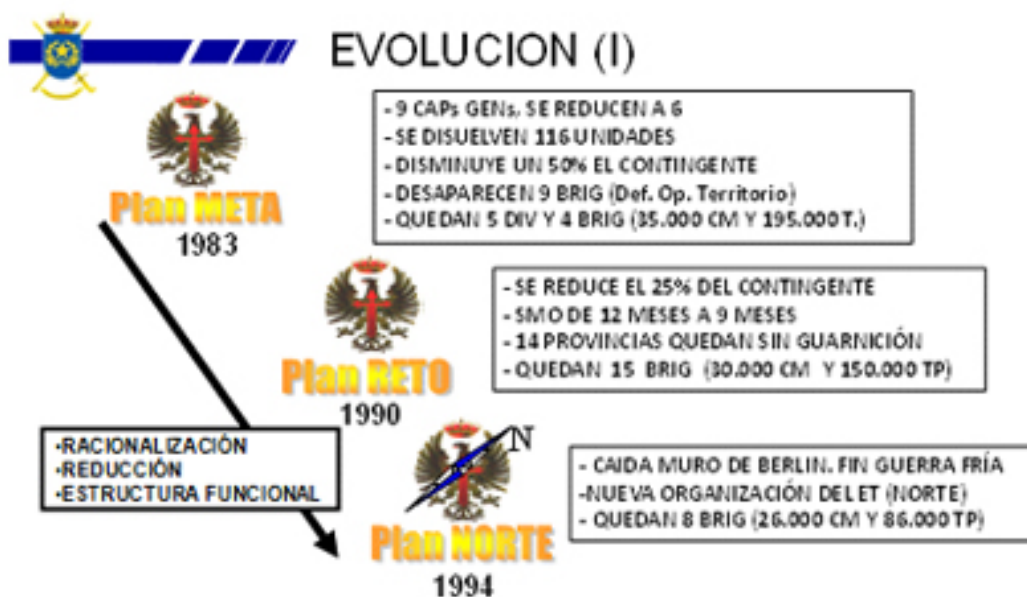 EVOLUCION (I)
- 9 CAPs GENs, SE REDUCEN A 6
- SE DISUELVEN 116 UNIDADES
- DISMINUYE UN 50% EL CONTINGENTE
- DESAPARECEN 9 BRIG (Def. Op. Territorio)
- QUEDAN 5 DIV Y 4 BRIG (35.000 CM Y 195.000 T.)
Plan META
1983
- SE REDUCE EL 25% DEL CONTINGENTE
- SMO DE 12 MESES A 9 MESES
- 14 PROVINCIAS QUEDAN SIN GUARNICIÓN
- QUEDAN 15 BRIG (30.000 CM Y 150.000 TP)
Plan RETO
1990
•RACIONALIZACIÓN
•REDUCCIÓN
•ESTRUCTURA FUNCIONAL
N
- CAIDA MURO DE BERLIN. FIN GUERRA FRÍA
-NUEVA ORGANIZACIÓN DEL ET (NORTE)
- QUEDAN 8 BRIG (26.000 CM Y 86.000 TP)
Plan NORTE
1994